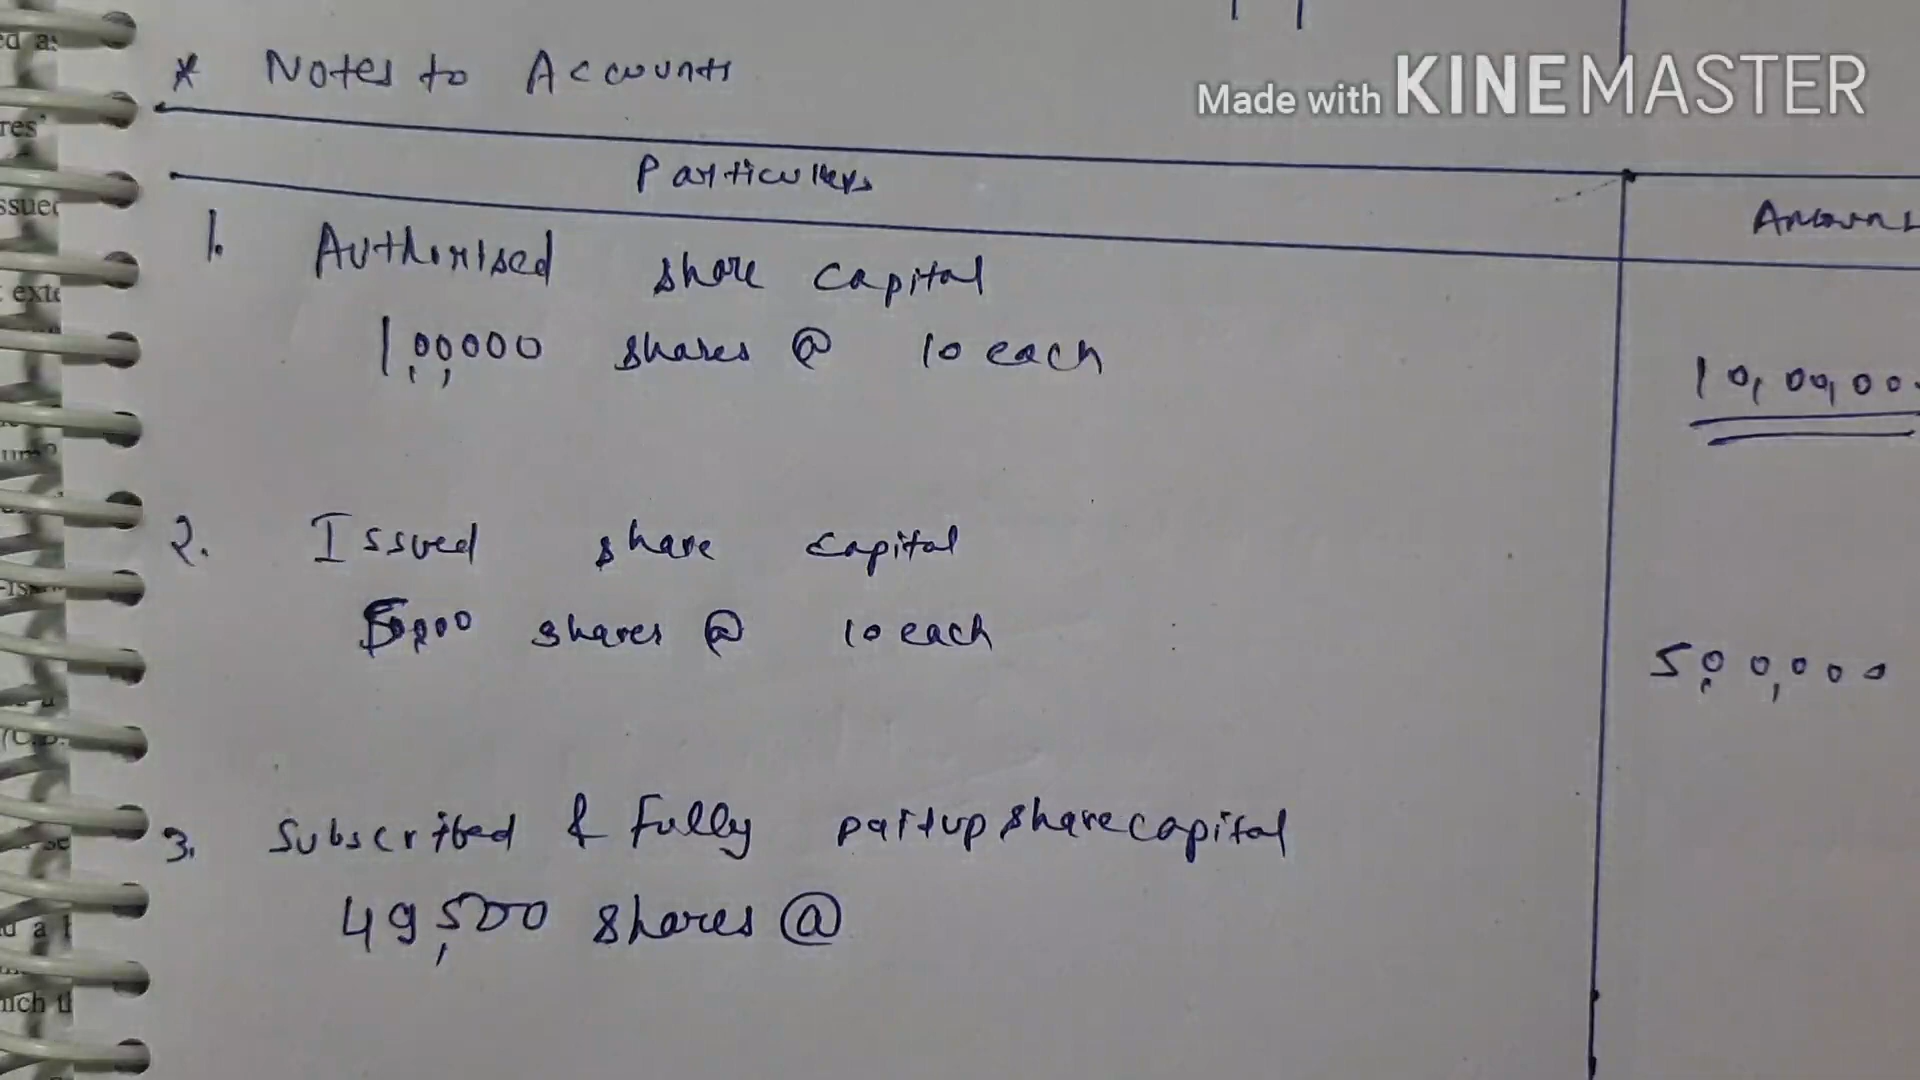 Made with KINEMASTER
* Notes to Accounts
Particulars Amount
1. Authorised share capital
1,00,000 shares @ 10 each 10,00,00
2. Issued share capital
shares @ 10 each 5,00,000
3. Subscribed & Fully paidup share capital
49,500 shares @